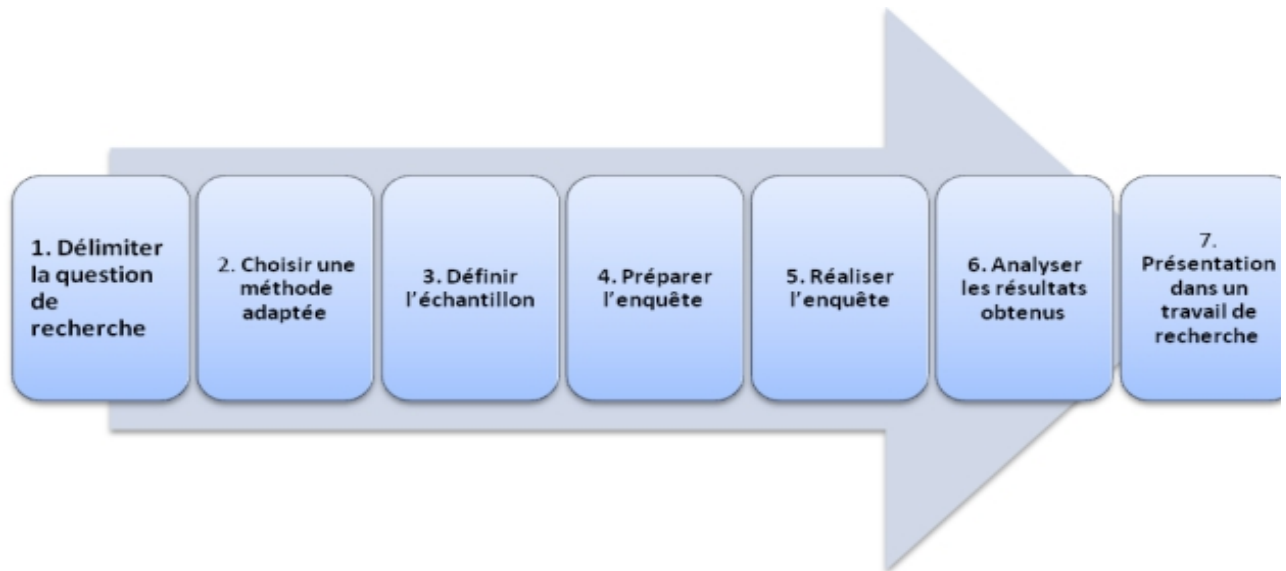 1. Délimiter
la question
de
recherche
2. Choisir une
méthode
adaptée
3. Définir
l'échantillon
4. Préparer
l'enquête
5. Réaliser
l'enquête
6. Analyser
les résultats
obtenus
7.
Présentation
dans un
travail de
recherche